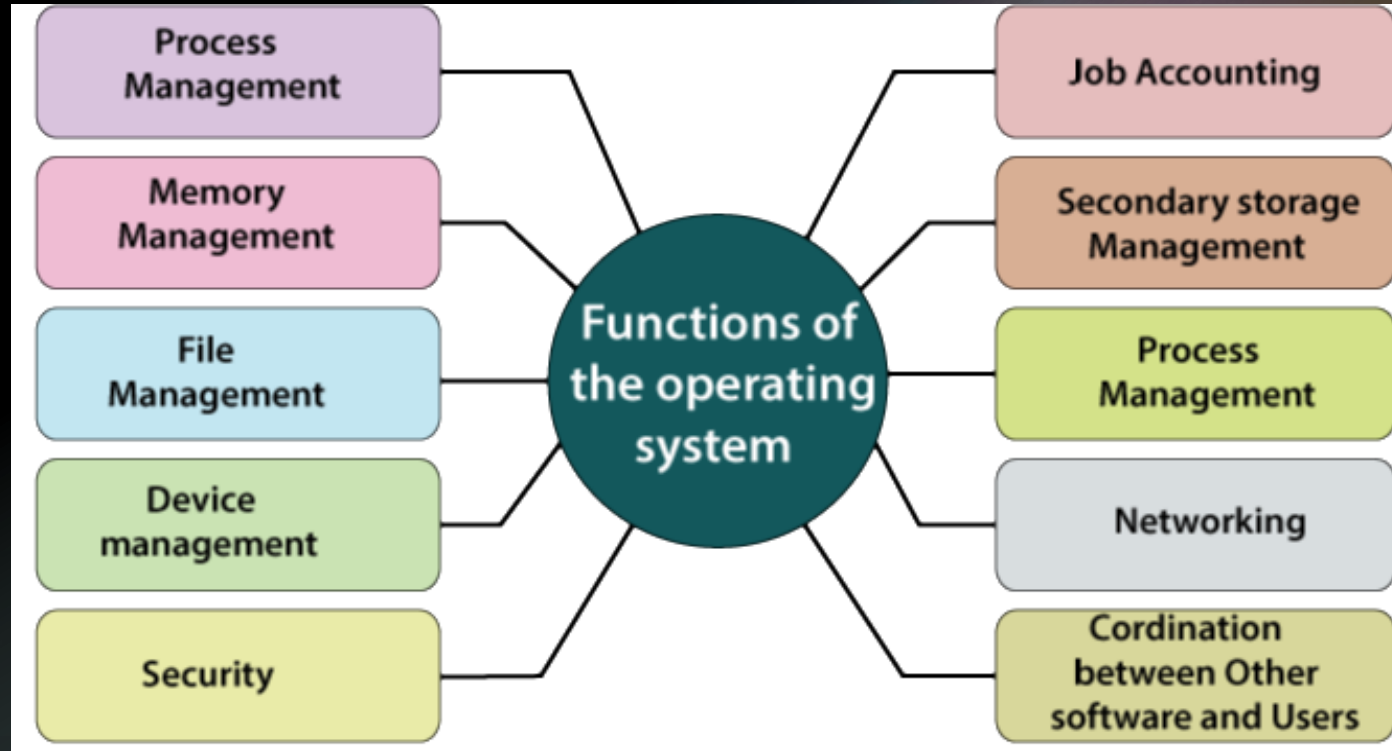 Process
Management
Memory
Management
File
Management
Device
management
Security
Functions of
the operating
system
Job Accounting
Secondary storage
Management
Process
Management
Networking
Cordination
between Other
software and Users